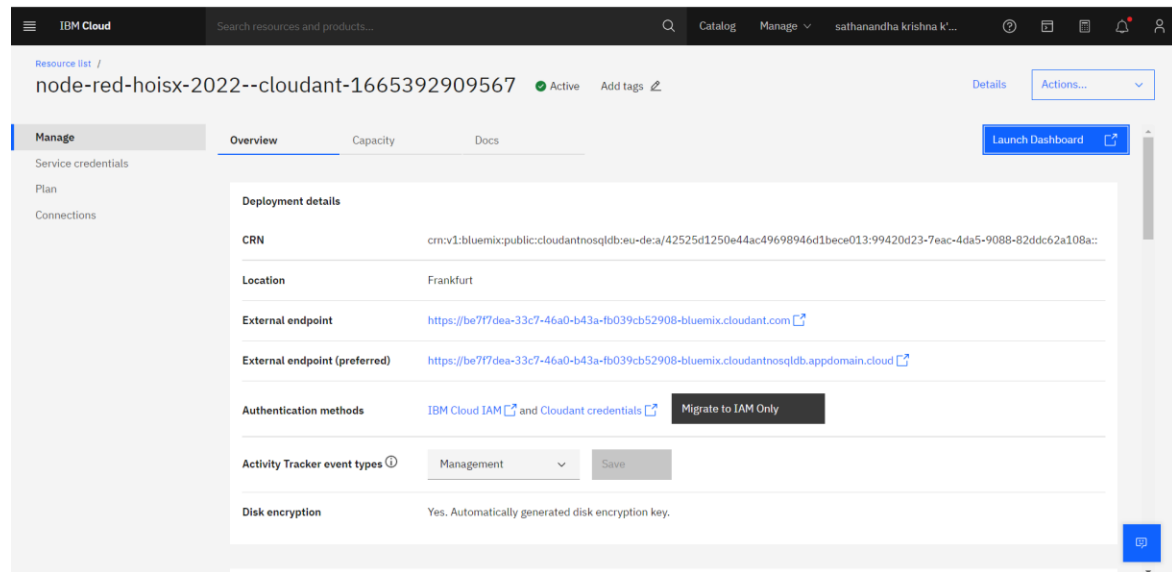 IBM Cloud
Search resources and products...
Catalog
Manage
sathanandha krishna k'...
Resource list /
node-red-hoisx-2022--cloudant-1665392909567
Active
Add tags
Details
Actions...
Manage
Service credentials
Plan
Connections
Overview
Capacity
Docs
Launch Dashboard
Deployment details
CRN
crn:v1:bluemix:public:cloudantnosqldb:eu-de:a/42525d1250e44ac49698946d1bece013:99420d23-7eac-4da5-9088-82ddc62a108a::
Location
Frankfurt
External endpoint
https://be7f7dea-33c7-46a0-b43a-fb039cb52908-bluemix.cloudant.com
External endpoint (preferred)
https://be7f7dea-33c7-46a0-b43a-fb039cb52908-bluemix.cloudantnosqldb.appdomain.cloud
Authentication methods
IBM Cloud IAM and Cloudant credentials
Migrate to IAM Only
Activity Tracker event types
Management
Save
Disk encryption
Yes. Automatically generated disk encryption key.